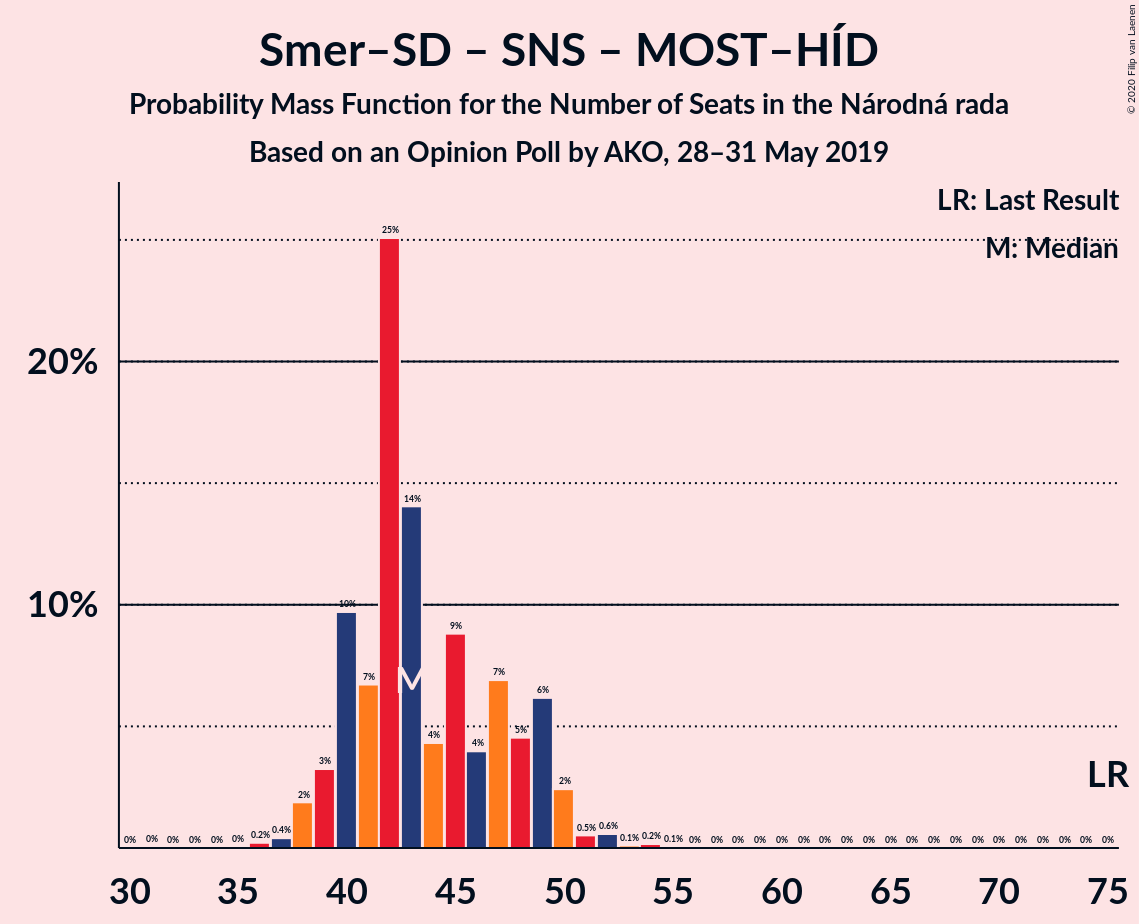 Smer–SD – SNS – MOST–HÍD
Probability Mass Function for the Number of Seats in the Národná rada
Based on an Opinion Poll by AKO, 28–31 May 2019
© 2020 Filip van Laenen
LR: Last Result
M: Median
20%
10%
0% 0% 0% 0% 0% 0% 0.2% 0.4% 2% 3% 10% 7% 25% 14% 4% 9% 4% 7% 5% 6% 2% 0.5% 0.6% 0.1% 0.2% 0.1% 0% 0% 0% 0% 0% 0% 0% 0% 0% 0% 0% 0% 0% 0% 0% 0% 0% 0% 0% 0%
M
LR
30 35 40 45 50 55 60 65 70 75